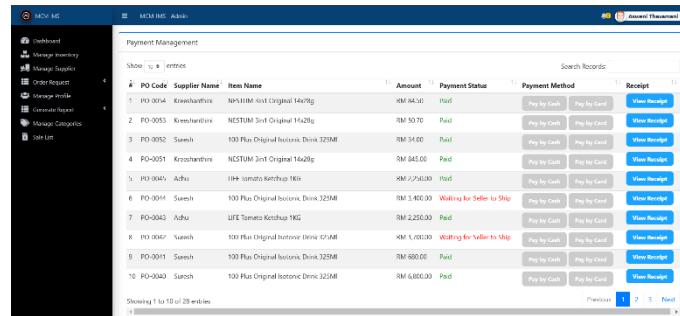 MCM IMS
MCM IMS Admin
Asveni Thavamani
Dashboard
Manage Inventory
Manage Supplier
Order Request
Manage Profile
Generate Report
Manage Categories
Sale List
Payment Management
Show 10 entries
Search Records:
# PO Code Supplier Name Item Name Amount Payment Status Payment Method Receipt
1 PO-0054 Kreeshanthini NESTUM 3in1 Original 14x28g RM 84.50 Paid Pay by Cash Pay by Card View Receipt
2 PO-0053 Kreeshanthini NESTUM 3in1 Original 14x28g RM 50.70 Paid Pay by Cash Pay by Card View Receipt
3 PO-0052 Suresh 100 Plus Original Isotonic Drink 325Ml RM 34.00 Paid Pay by Cash Pay by Card View Receipt
4 PO-0051 Kreeshanthini NESTUM 3in1 Original 14x28g RM 845.00 Paid Pay by Cash Pay by Card View Receipt
5 PO-0045 Achu LIFE Tomato Ketchup 1KG RM 2,250.00 Paid Pay by Cash Pay by Card View Receipt
6 PO-0044 Suresh 100 Plus Original Isotonic Drink 325Ml RM 3,400.00 Waiting for Seller to Ship Pay by Cash Pay by Card View Receipt
7 PO-0043 Achu LIFE Tomato Ketchup 1KG RM 2,250.00 Paid Pay by Cash Pay by Card View Receipt
8 PO-0042 Suresh 100 Plus Original Isotonic Drink 325Ml RM 1,700.00 Waiting for Seller to Ship Pay by Cash Pay by Card View Receipt
9 PO-0041 Suresh 100 Plus Original Isotonic Drink 325Ml RM 680.00 Paid Pay by Cash Pay by Card View Receipt
10 PO-0040 Suresh 100 Plus Original Isotonic Drink 325Ml RM 6,800.00 Paid Pay by Cash Pay by Card View Receipt
Showing 1 to 10 of 28 entries
Previous 1 2 3 Next